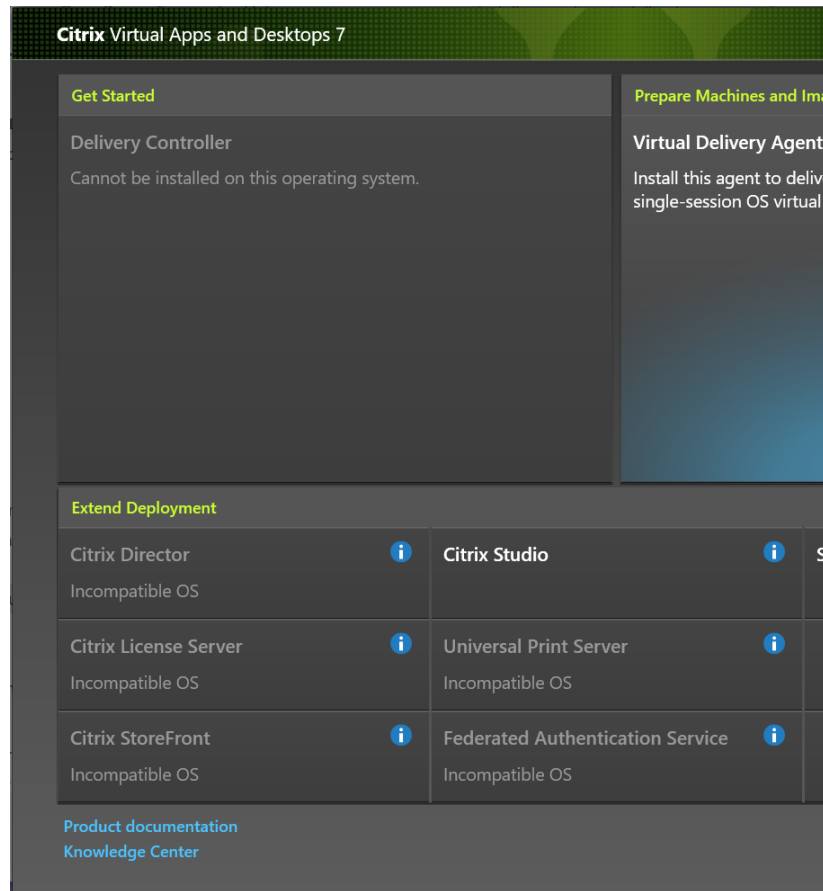 Citrix Virtual Apps and Desktops 7
Get Started
Delivery Controller
Cannot be installed on this operating system.
Prepare Machines and
Virtual Delivery Agent
Install this agent to
single-session OS virtual
Extend Deployment
Citrix Director
Incompatible OS
Citrix Studio
S
Citrix License Server
Incompatible OS
Universal Print Server
Incompatible OS
Citrix StoreFront
Incompatible OS
Federated Authentication Service
Incompatible OS
Product documentation
Knowledge Center